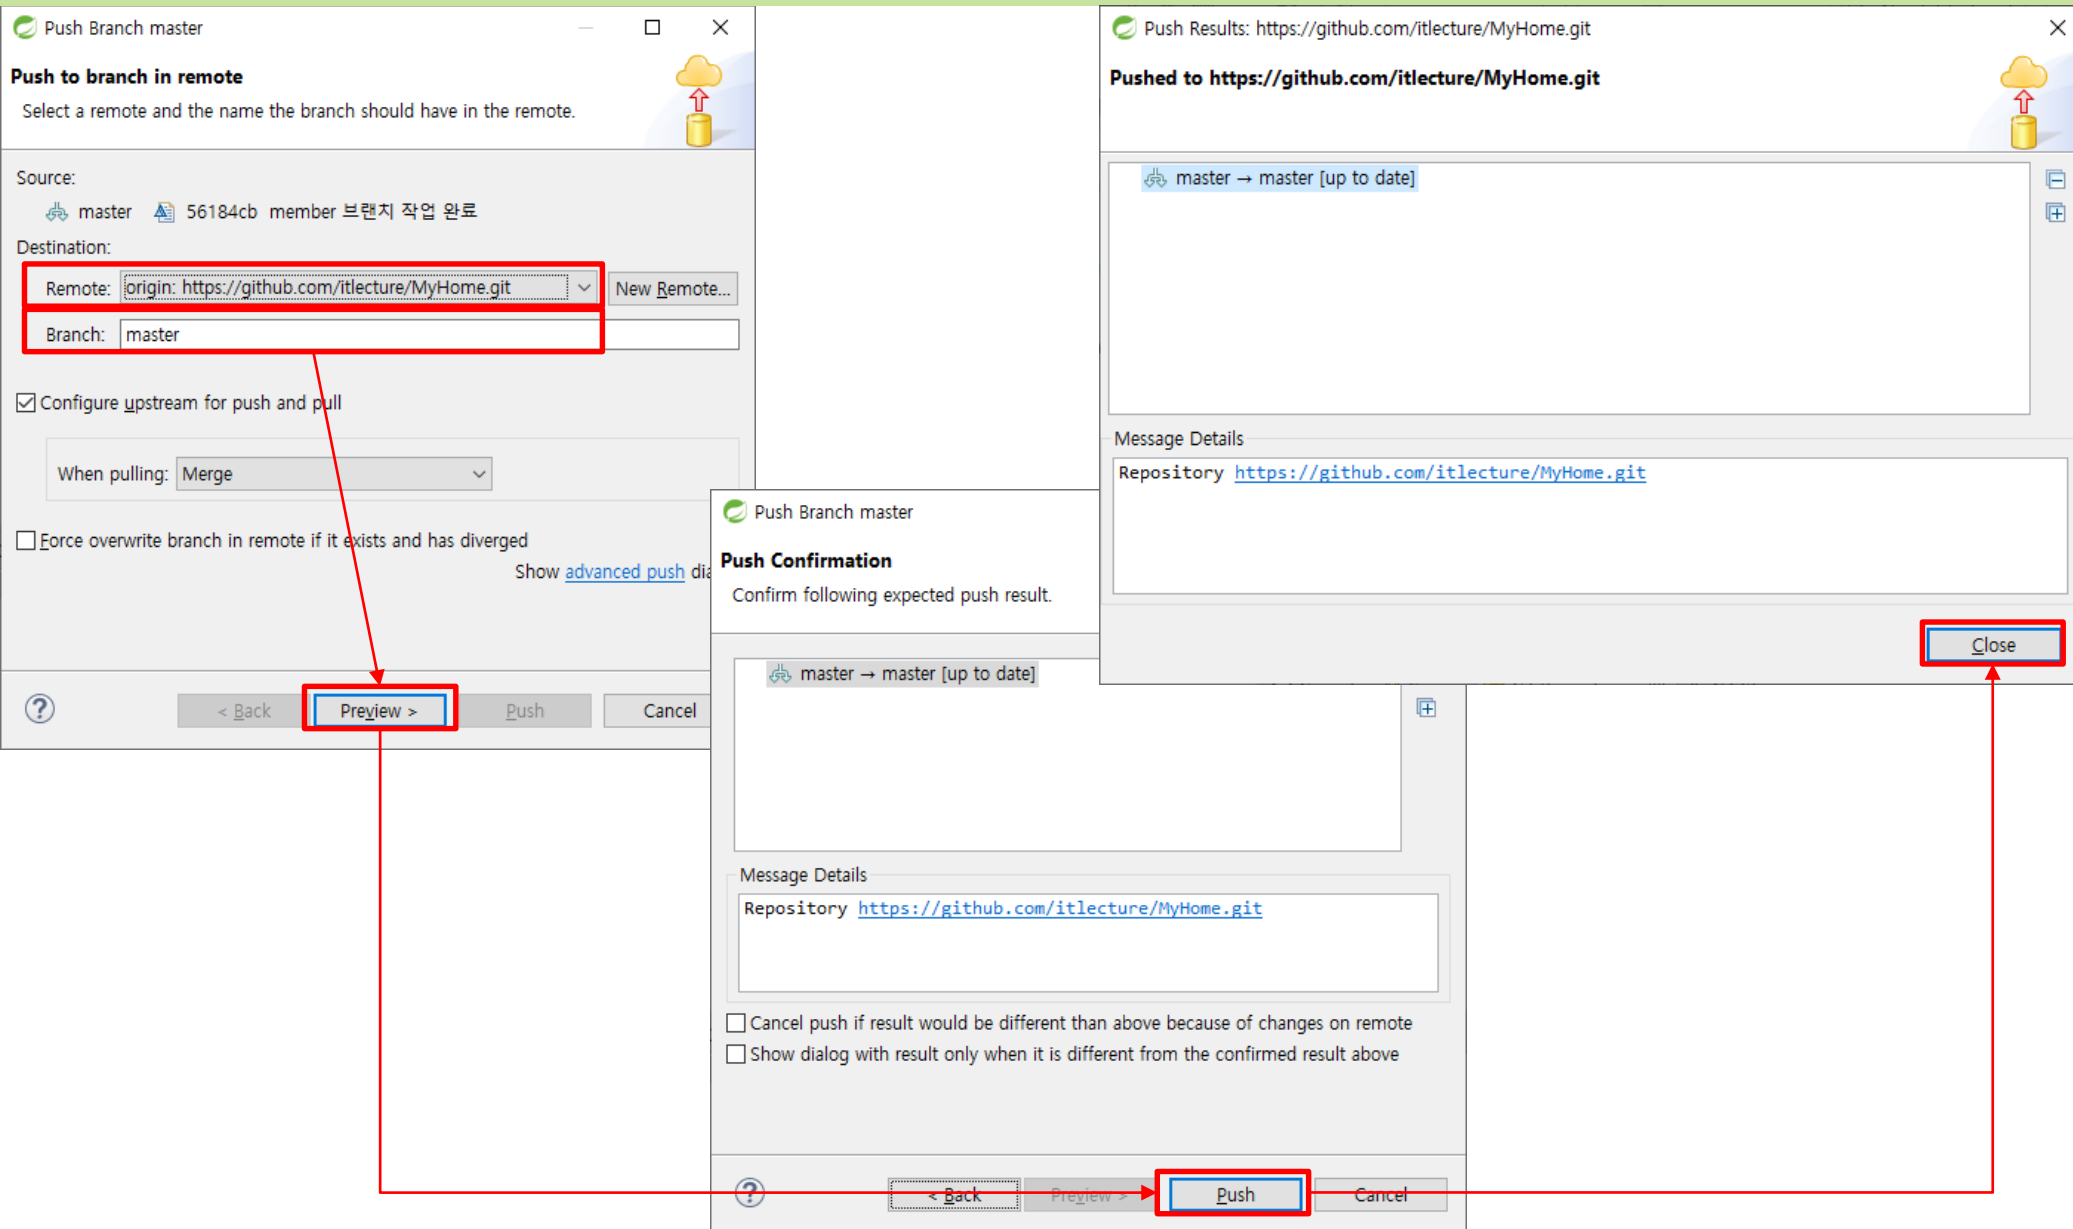 Push Branch master
Push to branch in remote
Select a remote and the name the branch should have in the remote.
Source:
master 56184cb member 브랜치 작업 완료
Destination:
Remote: origin: https://github.com/itlecture/MyHome.git New Remote...
Branch: master
Configure upstream for push and pull
When pulling: Merge
Force overwrite branch in remote if it exists and has diverged
Show advanced push
< Back Preview > Push Cancel
Push Branch master
Push Confirmation
Confirm following expected push result.
master → master [up to date]
Message Details
Repository https://github.com/itlecture/MyHome.git
Cancel push if result would be different than above because of changes on remote
Show dialog with result only when it is different from the confirmed result above
< Back Preview > Push Cancel
Push Results: https://github.com/itlecture/MyHome.git
Pushed to https://github.com/itlecture/MyHome.git
master → master [up to date]
Message Details
Repository https://github.com/itlecture/MyHome.git
Close